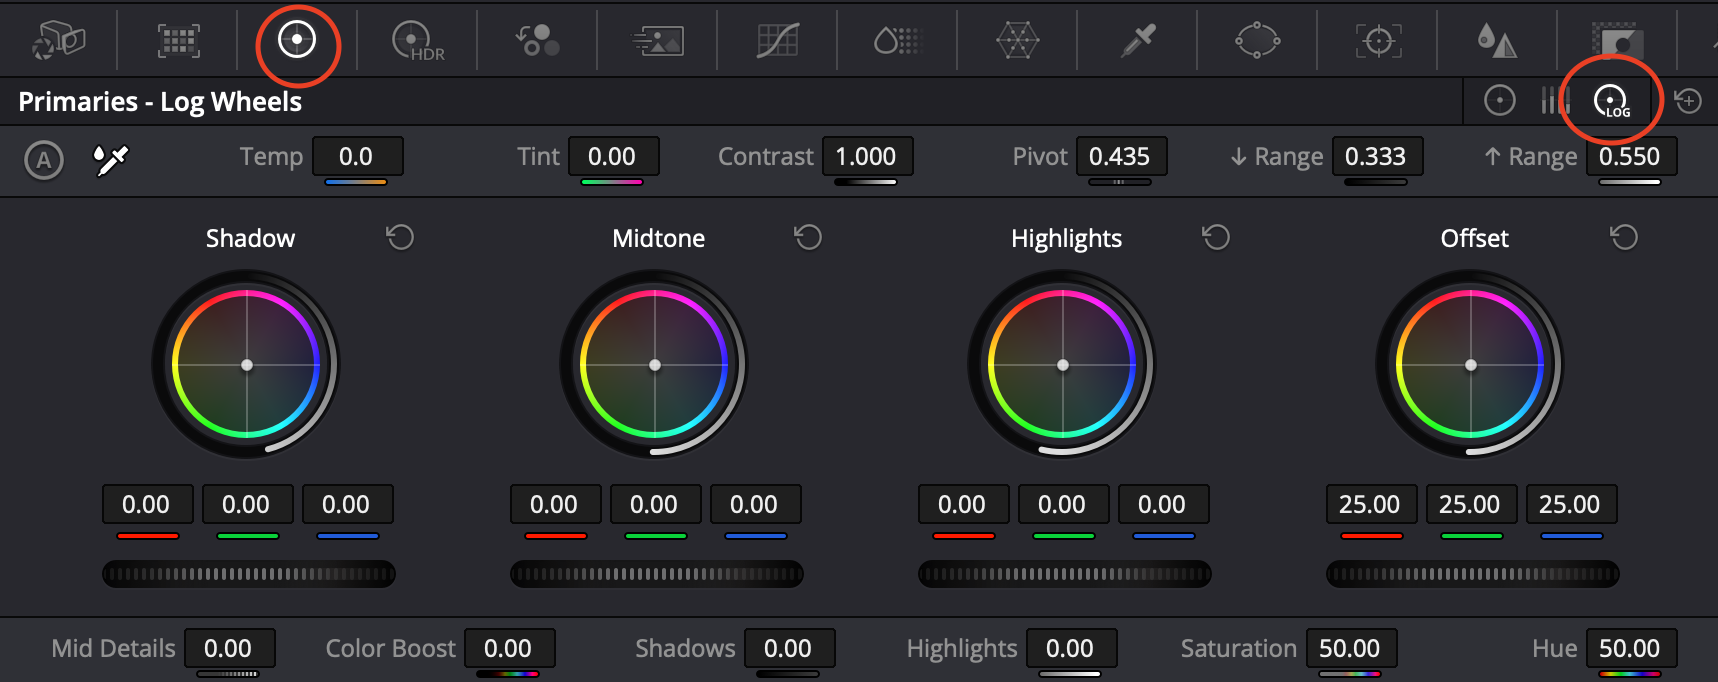 HDR
Primaries - Log Wheels
LOG
A
Temp 0.0 Tint 0.00 Contrast 1.000 Pivot 0.435 ↓ Range 0.333 ↑ Range 0.550
Shadow Midtone Highlights Offset
0.00 0.00 0.00 0.00 0.00 0.00 0.00 0.00 0.00 25.00 25.00 25.00
Mid Details 0.00 Color Boost 0.00 Shadows 0.00 Highlights 0.00 Saturation 50.00 Hue 50.00